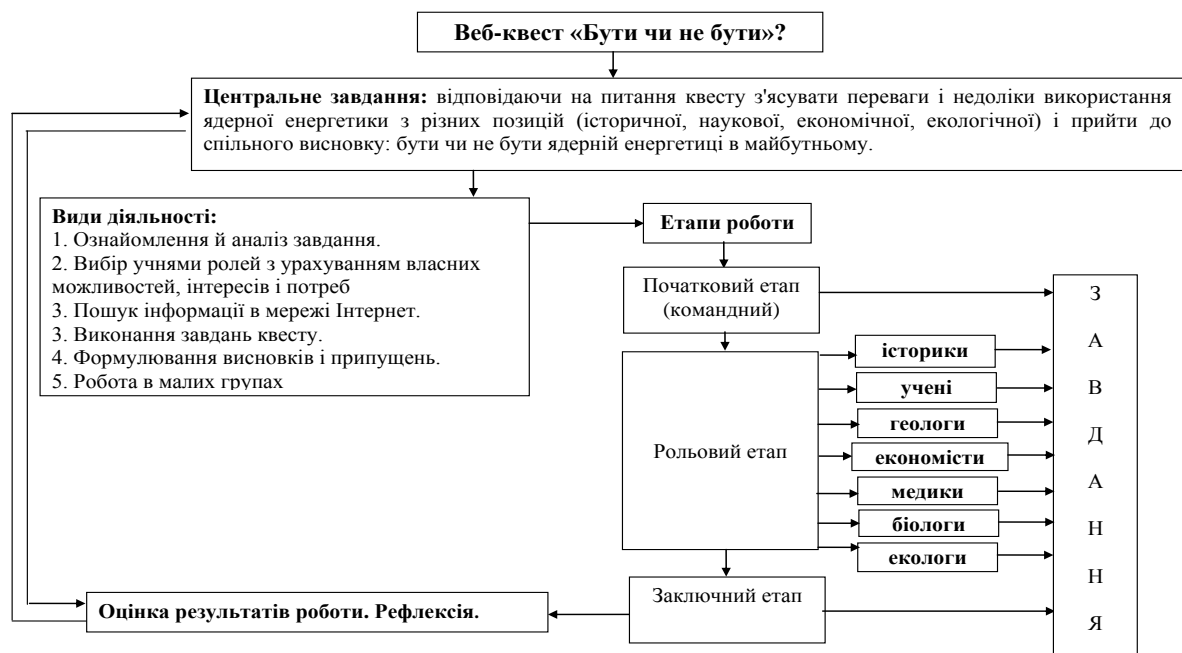 Веб-квест «Бути чи не бути»?
Центральне завдання: відповідаючи на питання квесту з'ясувати переваги і недоліки використання
ядерної енергетики з різних позицій (історичної, наукової, економічної, екологічної) і прийти до
спільного висновку: бути чи не бути ядерній енергетиці в майбутньому.
Види діяльності:
1. Ознайомлення й аналіз завдання.
2. Вибір учнями ролей з урахуванням власних
можливостей, інтересів і потреб
3. Пошук інформації в мережі Інтернет.
3. Виконання завдань квесту.
4. Формулювання висновків і припущень.
5. Робота в малих групах
Етапи роботи
Початковий етап
(командний)
Рольовий етап
історики
учені
геологи
економісти
медики
біологи
екологи
Заключний етап
Оцінка результатів роботи. Рефлексія.
З
А
В
Д
А
Н
Н
Я